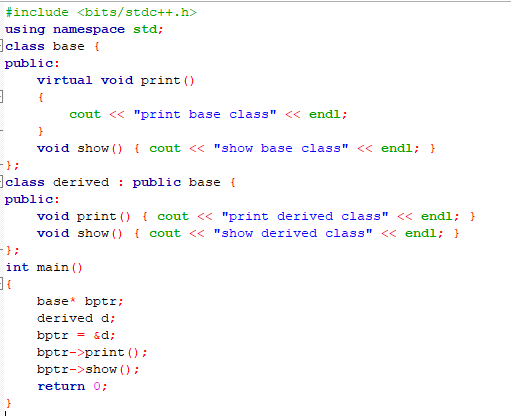 #include <bits/stdc++.h>
using namespace std;
class base {
public:
    virtual void print()
    {
        cout << "print base class" << endl;
    }
    void show() { cout << "show base class" << endl; }
};
class derived : public base {
public:
    void print() { cout << "print derived class" << endl; }
    void show() { cout << "show derived class" << endl; }
};
int main()
{
    base* bptr;
    derived d;
    bptr = &d;
    bptr->print();
    bptr->show();
    return 0;
}